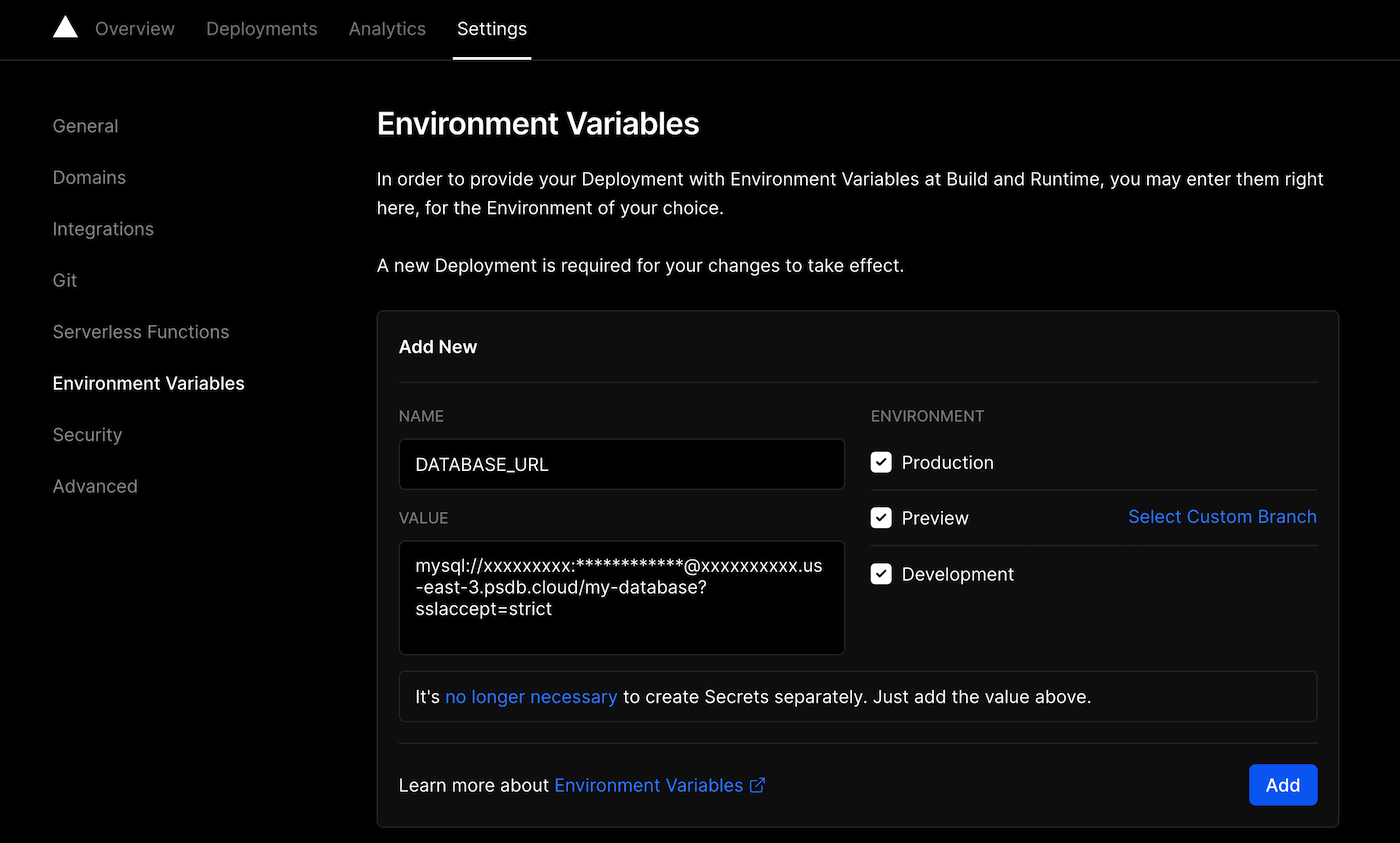 Overview Deployments Analytics Settings
General
Domains
Integrations
Git
Serverless Functions
Environment Variables
Security
Advanced
Environment Variables
In order to provide your Deployment with Environment Variables at Build and Runtime, you may enter them right
here, for the Environment of your choice.
A new Deployment is required for your changes to take effect.
Add New
NAME
DATABASE_URL
VALUE
mysql://xxxxxxxxx:************@xxxxxxxxxx.us
-east-3.psdb.cloud/my-database?
sslaccept=strict
ENVIRONMENT
Production
Preview Select Custom Branch
Development
It's no longer necessary to create Secrets separately. Just add the value above.
Learn more about Environment Variables
Add